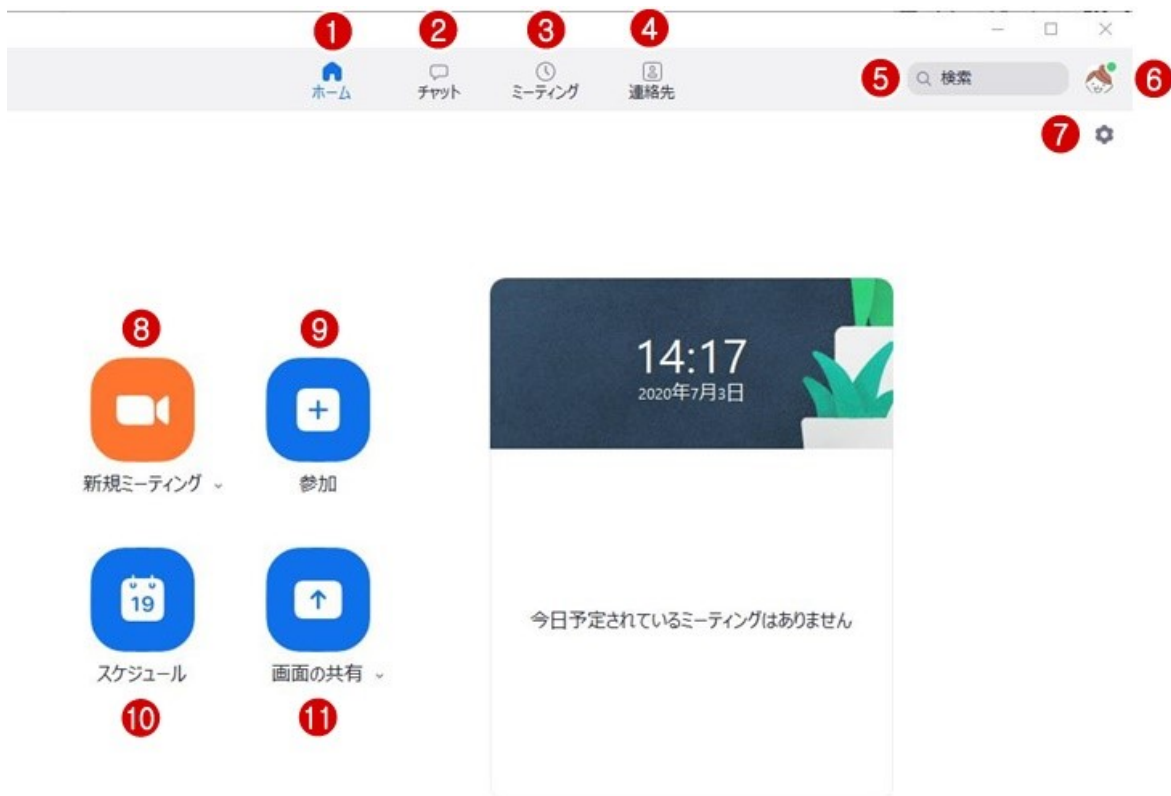 1 2 3 4
ホーム チャット ミーティング 連絡先
5 検索 6
7
8 9
新規ミーティング 参加
14:17
2020年7月3日
19
スケジュール 画面の共有
10 11
今日予定されているミーティングはありません